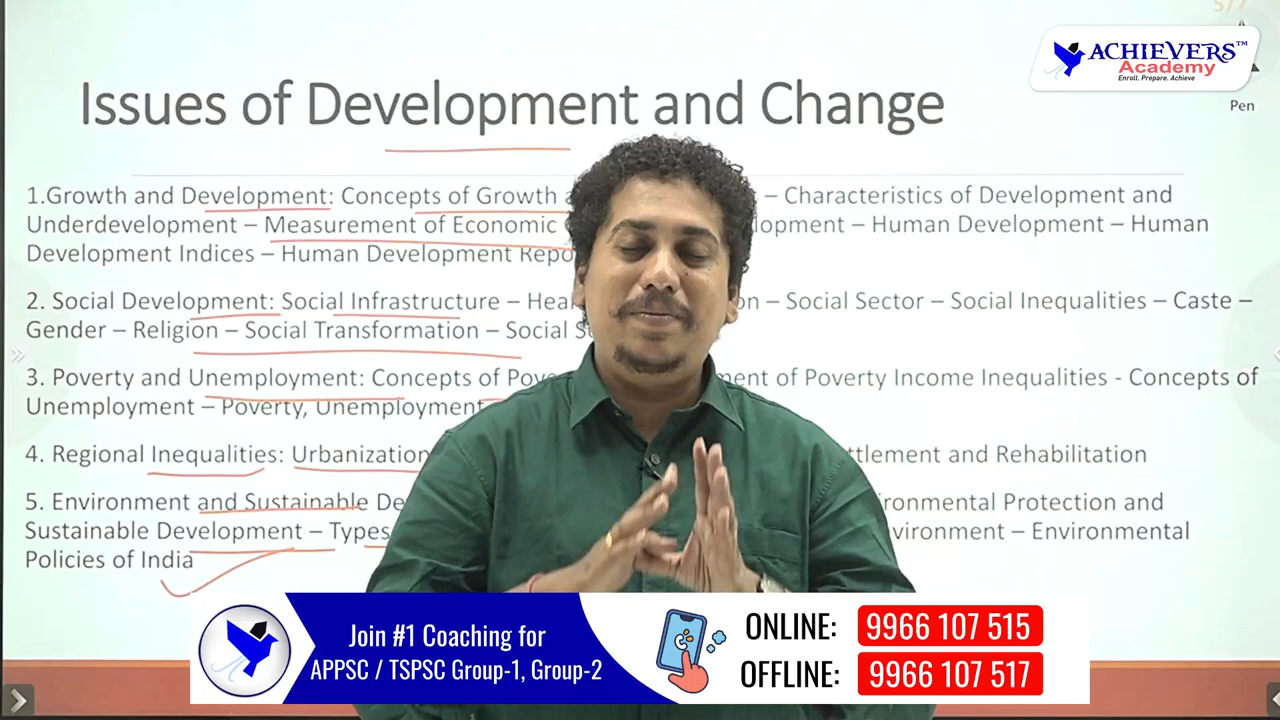 5/7
ACHIEVERS™
Academy
Enroll. Prepare. Achieve
Pen
Issues of Development and Change
1.Growth and Development: Concepts of Growth – Characteristics of Development and
Underdevelopment – Measurement of Economic – Human Development – Human
Development Indices – Human Development
2. Social Development: Social Infrastructure – – Social Sector – Social Inequalities – Caste –
Gender – Religion – Social Transformation – Social
3. Poverty and Unemployment: Concepts of of Poverty Income Inequalities - Concepts of
Unemployment – Poverty, Unemployment
4. Regional Inequalities: Urbanization and Rehabilitation
5. Environment and Sustainable Protection and
Sustainable Development – Types – Environmental
Policies of India
Join #1 Coaching for
APPSC / TSPSC Group-1, Group-2
ONLINE: 9966 107 515
OFFLINE: 9966 107 517